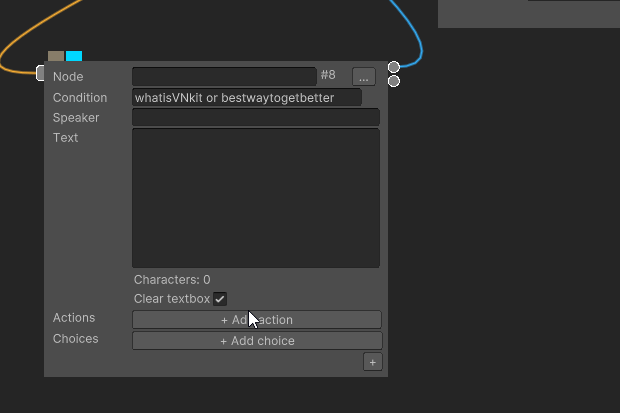 Node #8 ...
Condition whatisVNkit or bestwaytogetbetter
Speaker
Text
Characters: 0
Clear textbox
Actions + Add action
Choices + Add choice
+